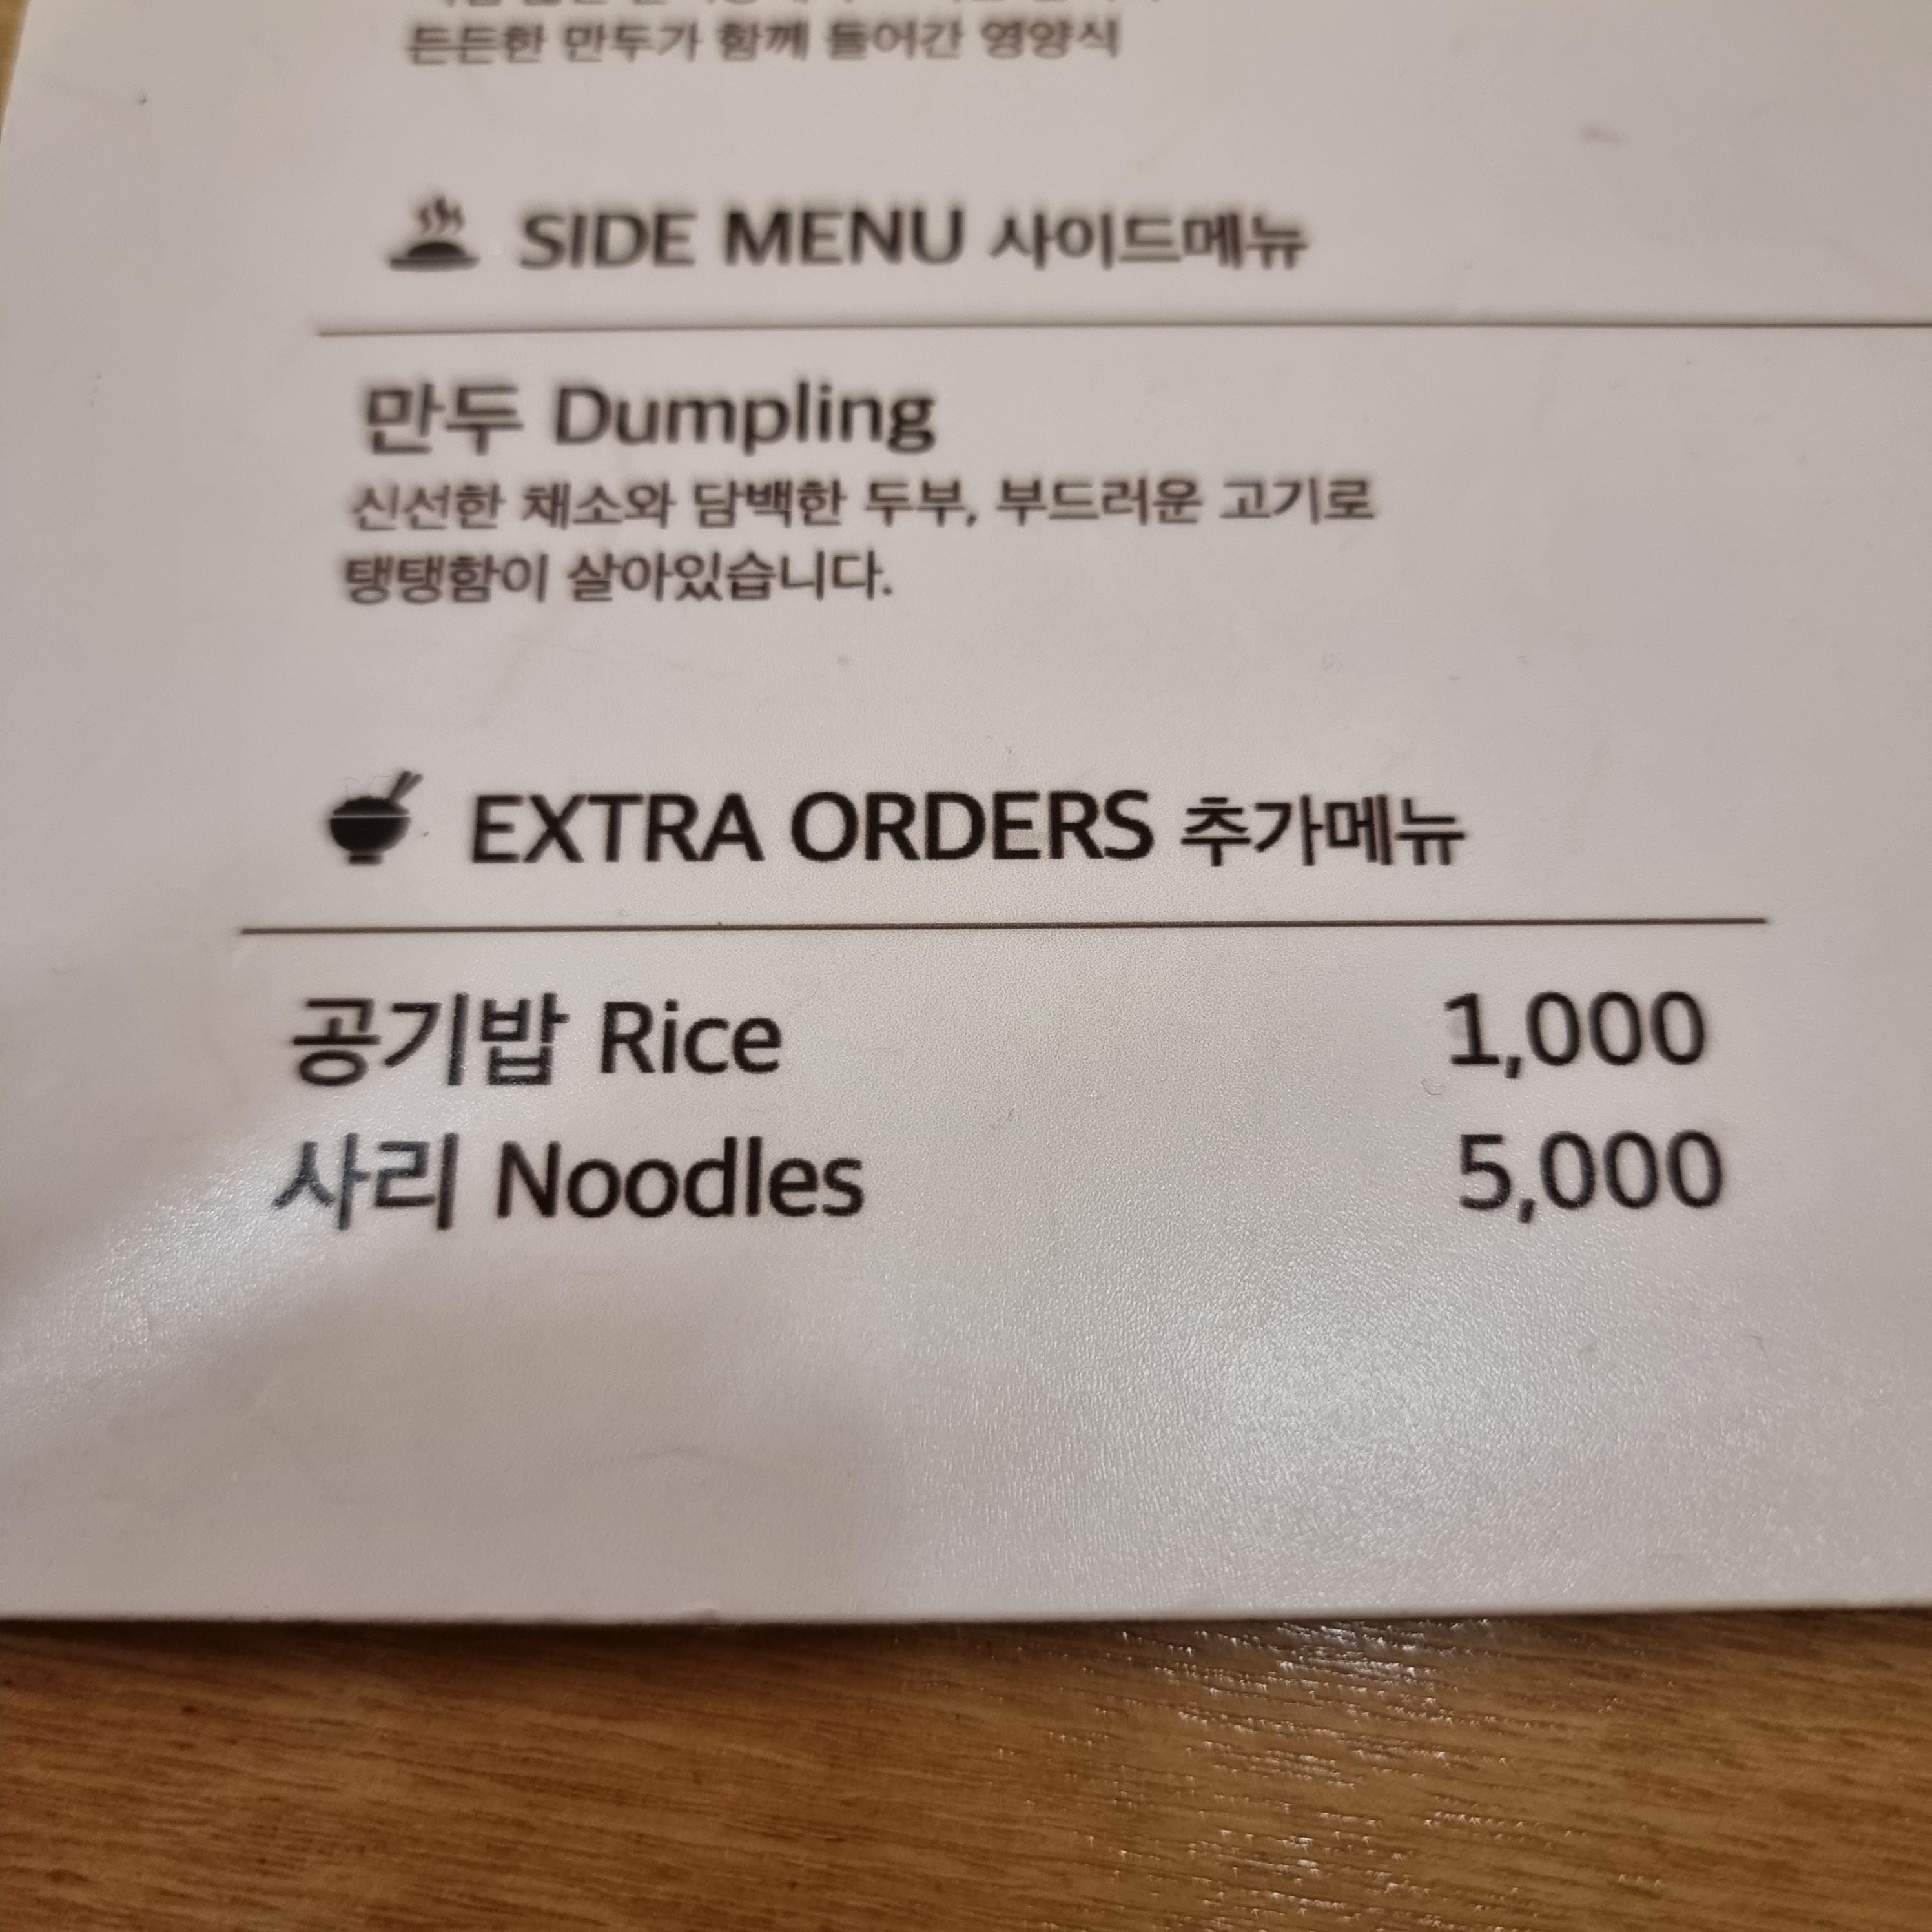 든든한 만두가 함께 들어간 영양식
SIDE MENU 사이드메뉴
만두 Dumpling
신선한 채소와 담백한 두부, 부드러운 고기로
탱탱함이 살아있습니다.
EXTRA ORDERS 추가메뉴
공기밥 Rice 1,000
사리 Noodles 5,000